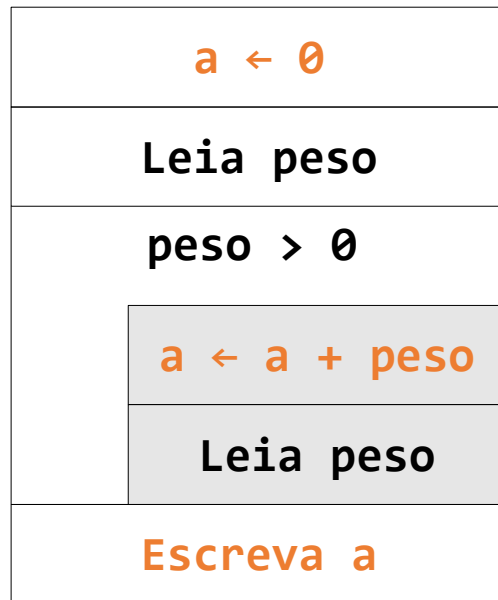 a ← 0
Leia peso
peso > 0
a ← a + peso
Leia peso
Escreva a